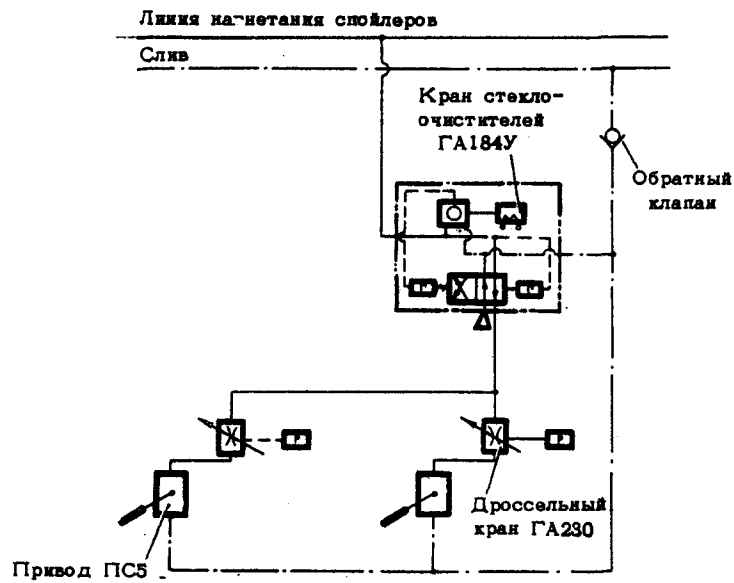 Линия нагнетания спойлеров
Слив
Кран стекло-
очистителей
ГА184У
Обратный
клапан
Р
Р
Р
Р
Дроссельный
кран ГА230
Привод ПС5